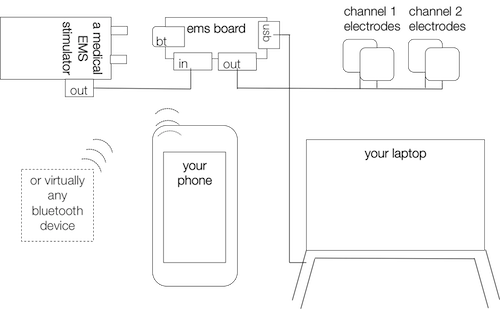 a medical
EMS
stimulator
out
ems board
bt
usb
in
out
channel 1
electrodes
channel 2
electrodes
or virtually
any
bluetooth
device
your
phone
your laptop